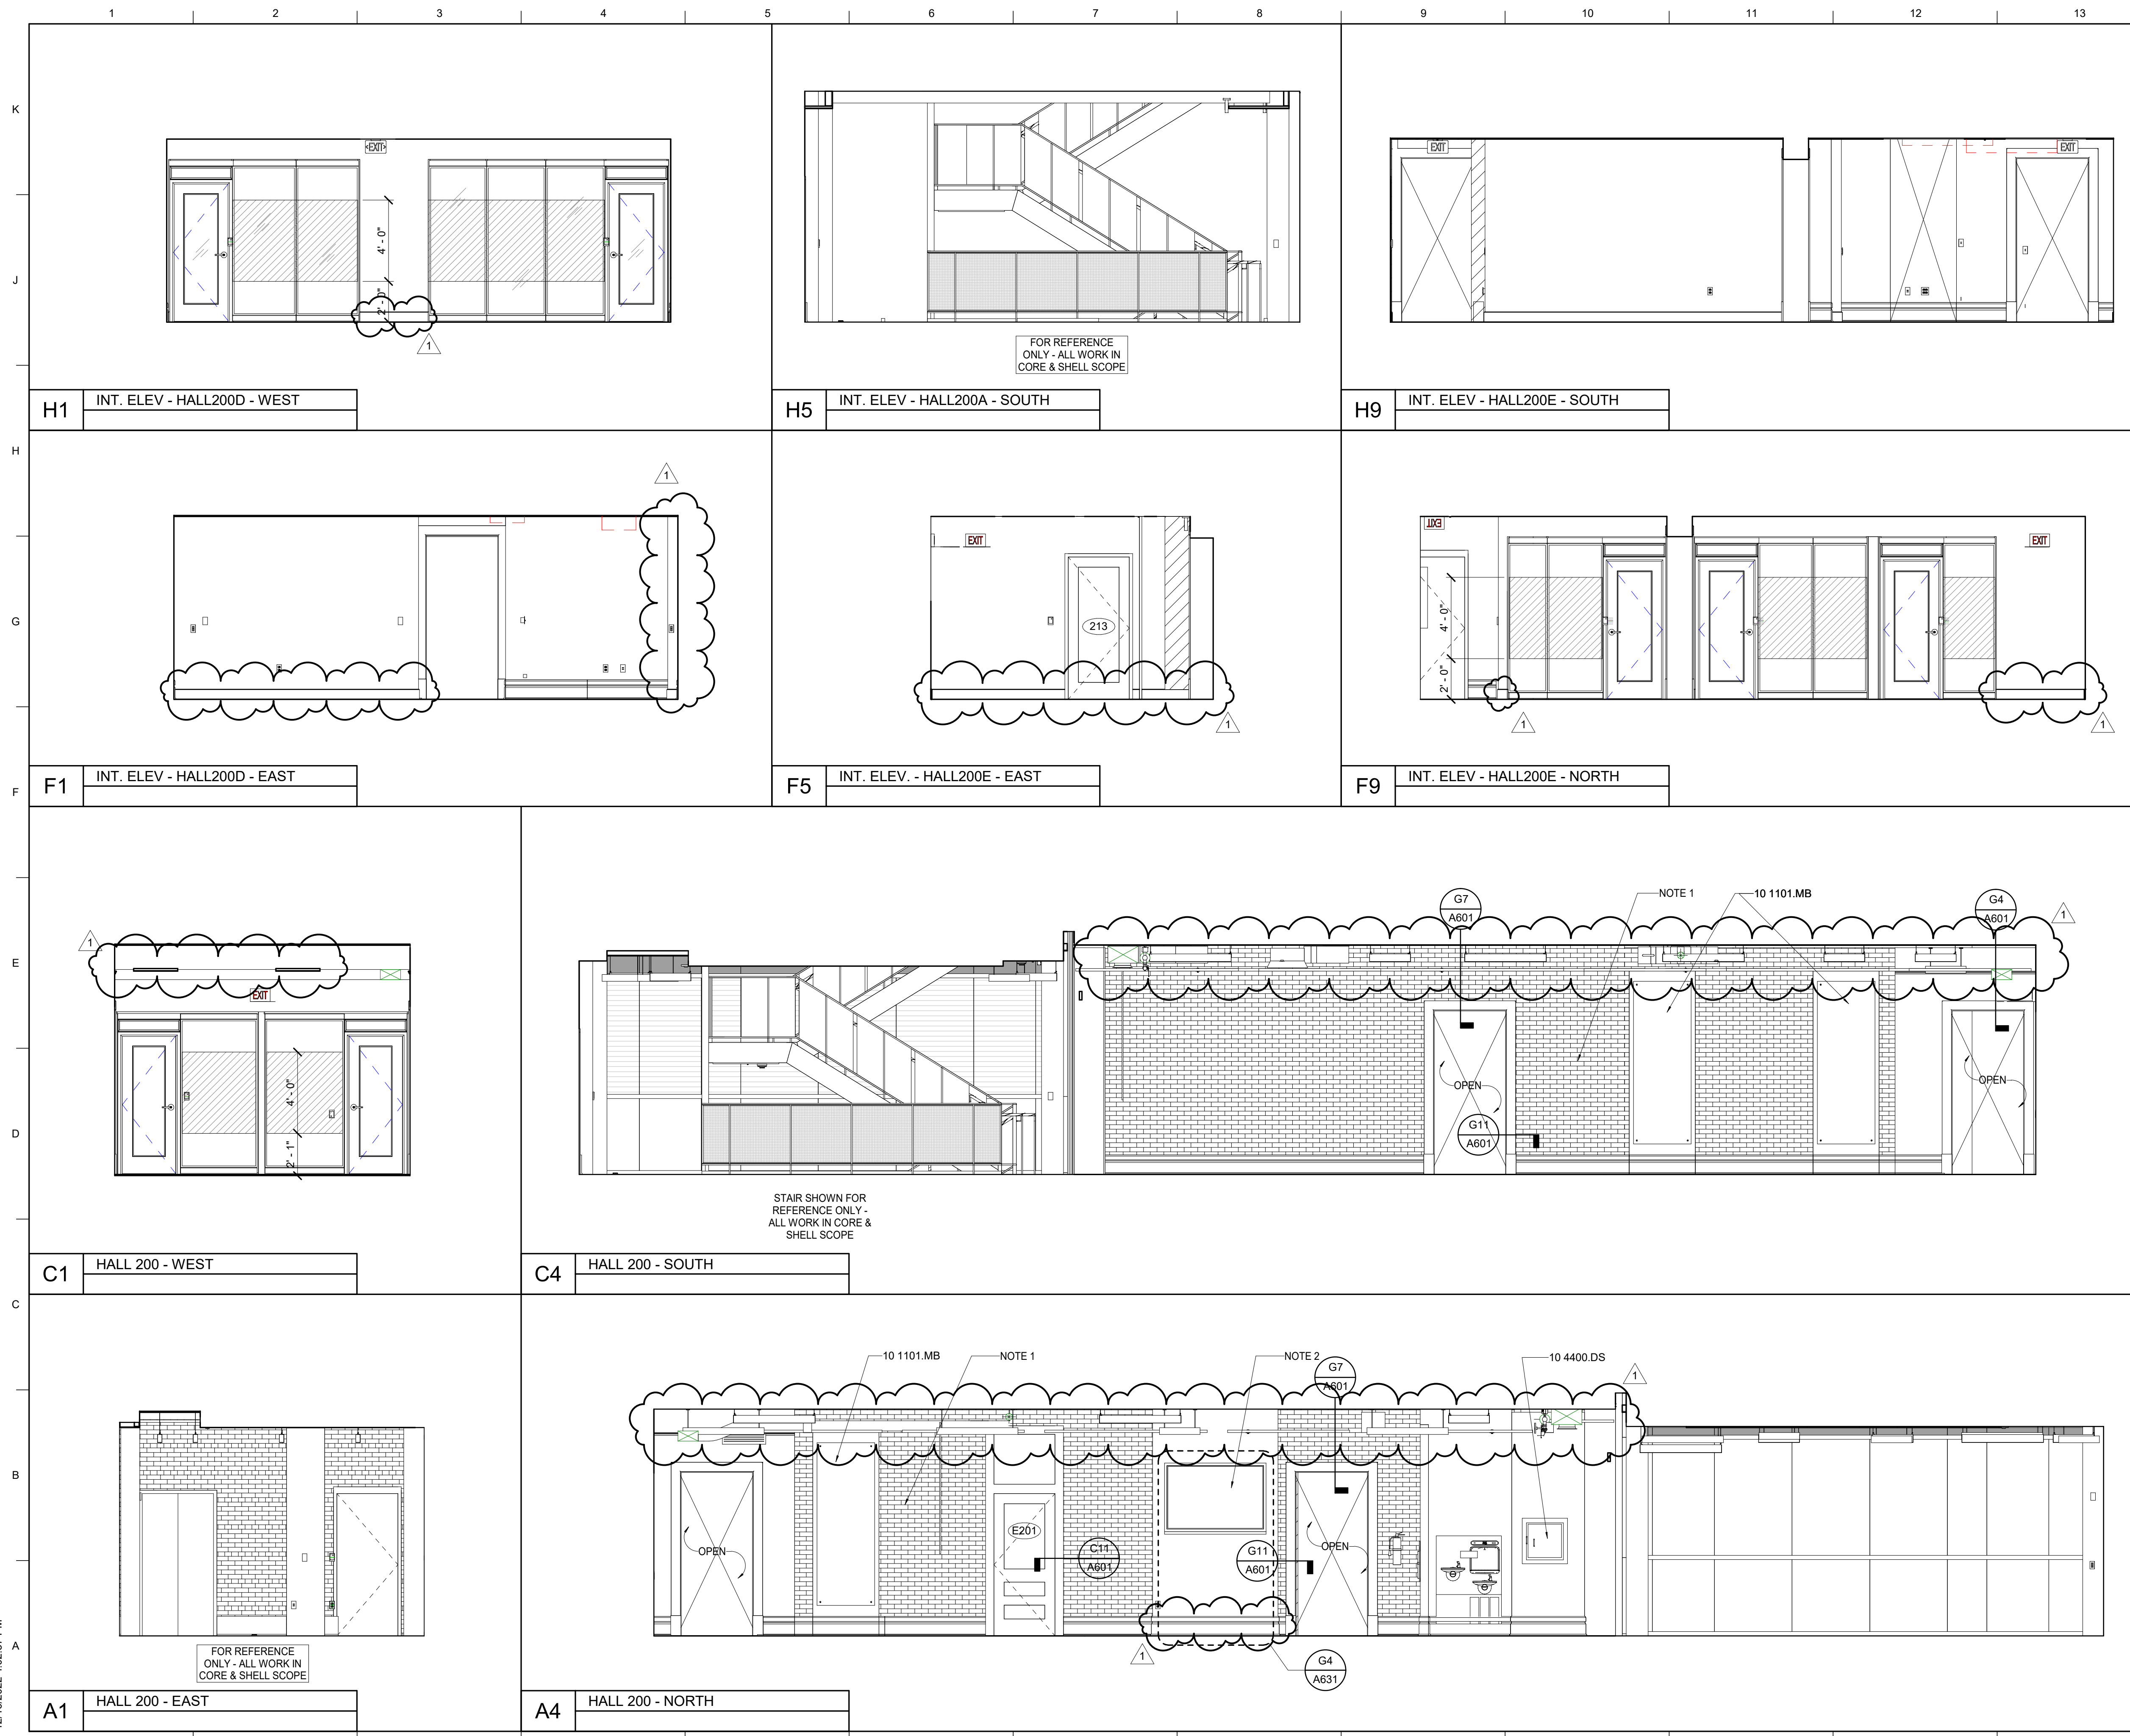 1 2 3 4 5 6 7 8 9 10 11 12 13
K
J
H
G
F
E
D
C
B
A
‹EXIT›
4' - 0"
2' - 0"
1
H1
INT. ELEV - HALL200D - WEST
FOR REFERENCE
ONLY - ALL WORK IN
CORE & SHELL SCOPE
H5
INT. ELEV - HALL200A - SOUTH
EXIT
EXIT
H9
INT. ELEV - HALL200E - SOUTH
1
F1
INT. ELEV - HALL200D - EAST
EXIT
213
1
F5
INT. ELEV. - HALL200E - EAST
EXIT
EXIT
4' - 0"
2' - 0"
1
1
F9
INT. ELEV - HALL200E - NORTH
1
EXIT
4' - 0"
2' - 1"
C1
HALL 200 - WEST
G7
A601
NOTE 1
10 1101.MB
G4
A601
1
OPEN
OPEN
G11
A601
STAIR SHOWN FOR
REFERENCE ONLY -
ALL WORK IN CORE &
SHELL SCOPE
C4
HALL 200 - SOUTH
FOR REFERENCE
ONLY - ALL WORK IN
CORE & SHELL SCOPE
A1
HALL 200 - EAST
10 1101.MB
NOTE 1
NOTE 2
G7
A601
10 4400.DS
1
OPEN
E201
C11
A601
G11
A601
OPEN
1
G4
A631
A4
HALL 200 - NORTH